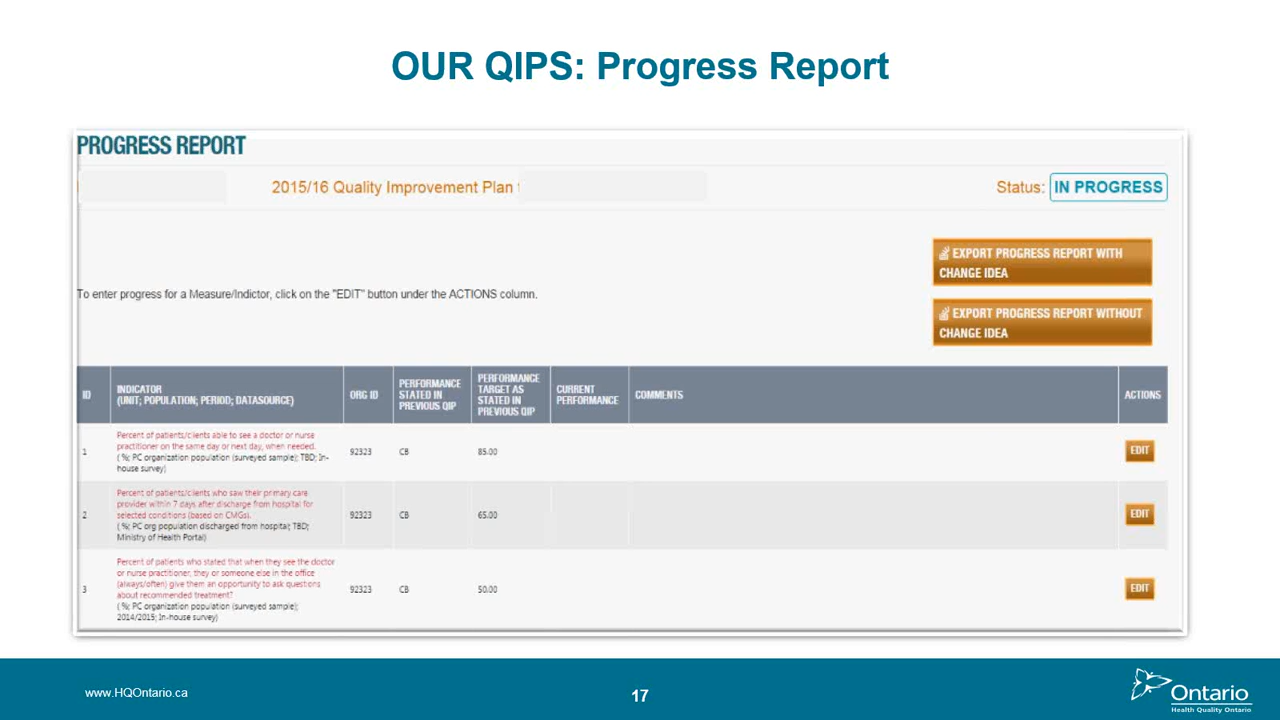 OUR QIPS: Progress Report
PROGRESS REPORT
2015/16 Quality Improvement Plan
Status: IN PROGRESS
EXPORT PROGRESS REPORT WITH
CHANGE IDEA
To enter progress for a Measure/Indictor, click on the "EDIT" button under the ACTIONS column.
EXPORT PROGRESS REPORT WITHOUT
CHANGE IDEA
ID
INDICATOR
(UNIT; POPULATION; PERIOD; DATASOURCE)
ORG ID
PERFORMANCE
STATED IN
PREVIOUS QIP
PERFORMANCE
TARGET AS
STATED IN
PREVIOUS QIP
CURRENT
PERFORMANCE
COMMENTS
ACTIONS
1
Percent of patients/clients able to see a doctor or nurse
practitioner on the same day or next day, when needed.
( %; PC organization population (surveyed sample); TBD; In-
house survey)
92323
CB
85.00
EDIT
2
Percent of patients/clients who saw their primary care
provider within 7 days after discharge from hospital for
selected conditions (based on CMGs).
( %; PC org population discharged from hospital; TBD;
Ministry of Health Portal)
92323
CB
65.00
EDIT
3
Percent of patients who stated that when they see the doctor
or nurse practitioner, they or someone else in the office
(always/often) give them an opportunity to ask questions
about recommended treatment?
( %; PC organization population (surveyed sample);
2014/2015; In-house survey)
92323
CB
50.00
EDIT
www.HQOntario.ca
17
Ontario
Health Quality Ontario